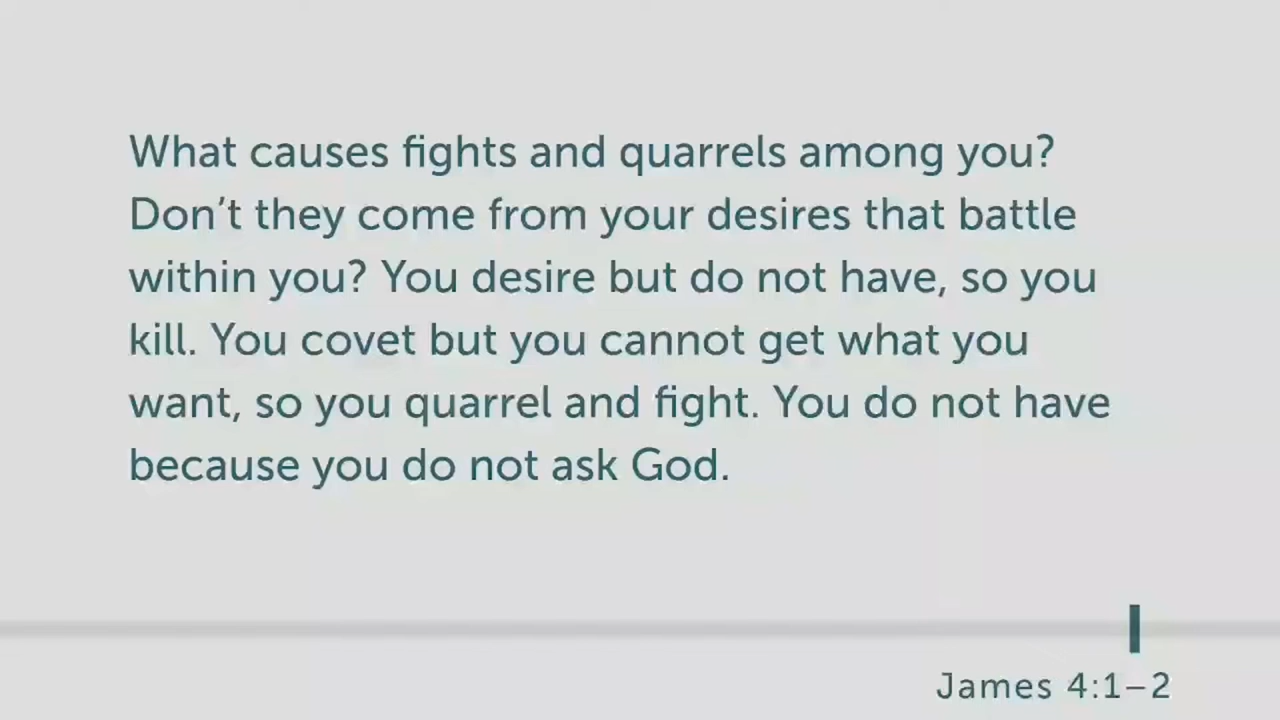 What causes fights and quarrels among you?
Don’t they come from your desires that battle
within you? You desire but do not have, so you
kill. You covet but you cannot get what you
want, so you quarrel and fight. You do not have
because you do not ask God.
James 4:1–2